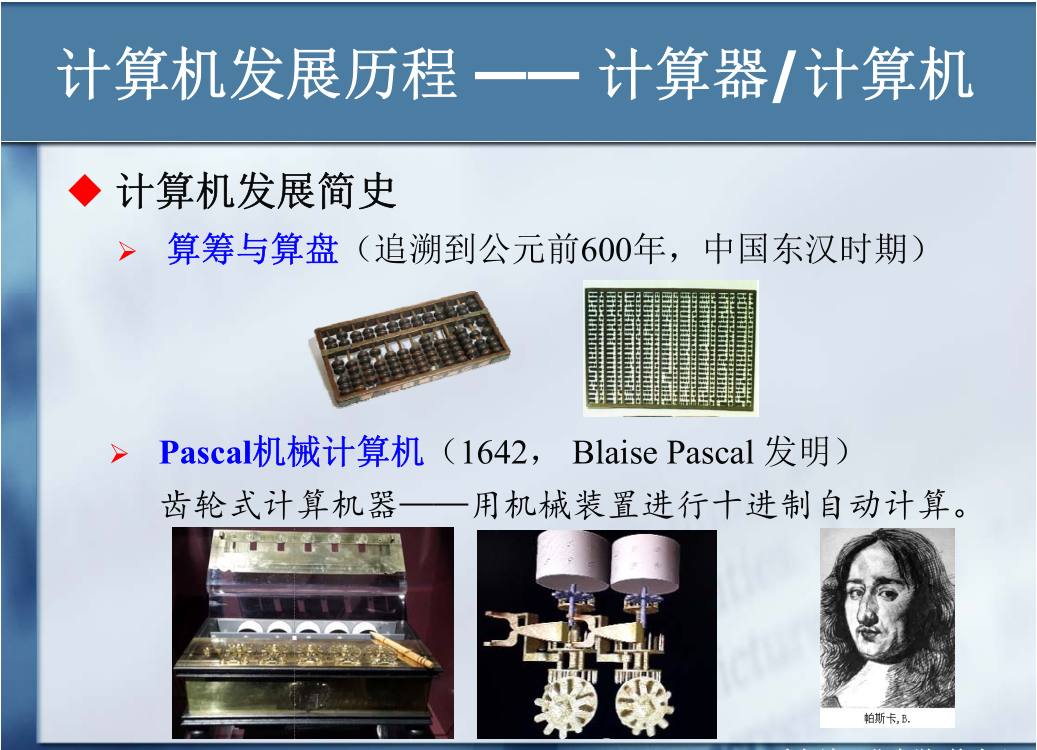 计算机发展历程 —— 计算器/计算机
计算机发展简史
算筹与算盘（追溯到公元前600年，中国东汉时期）
Pascal机械计算机（1642， Blaise Pascal 发明）
齿轮式计算机器——用机械装置进行十进制自动计算。
帕斯卡,B.